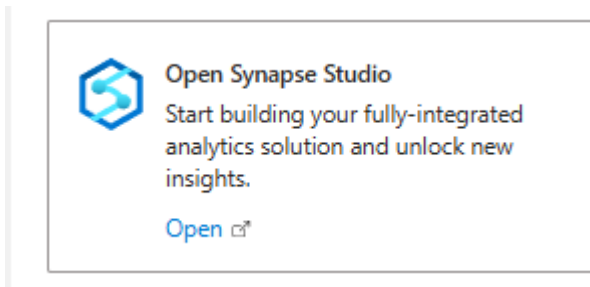 Open Synapse Studio
Start building your fully-integrated
analytics solution and unlock new
insights.
Open